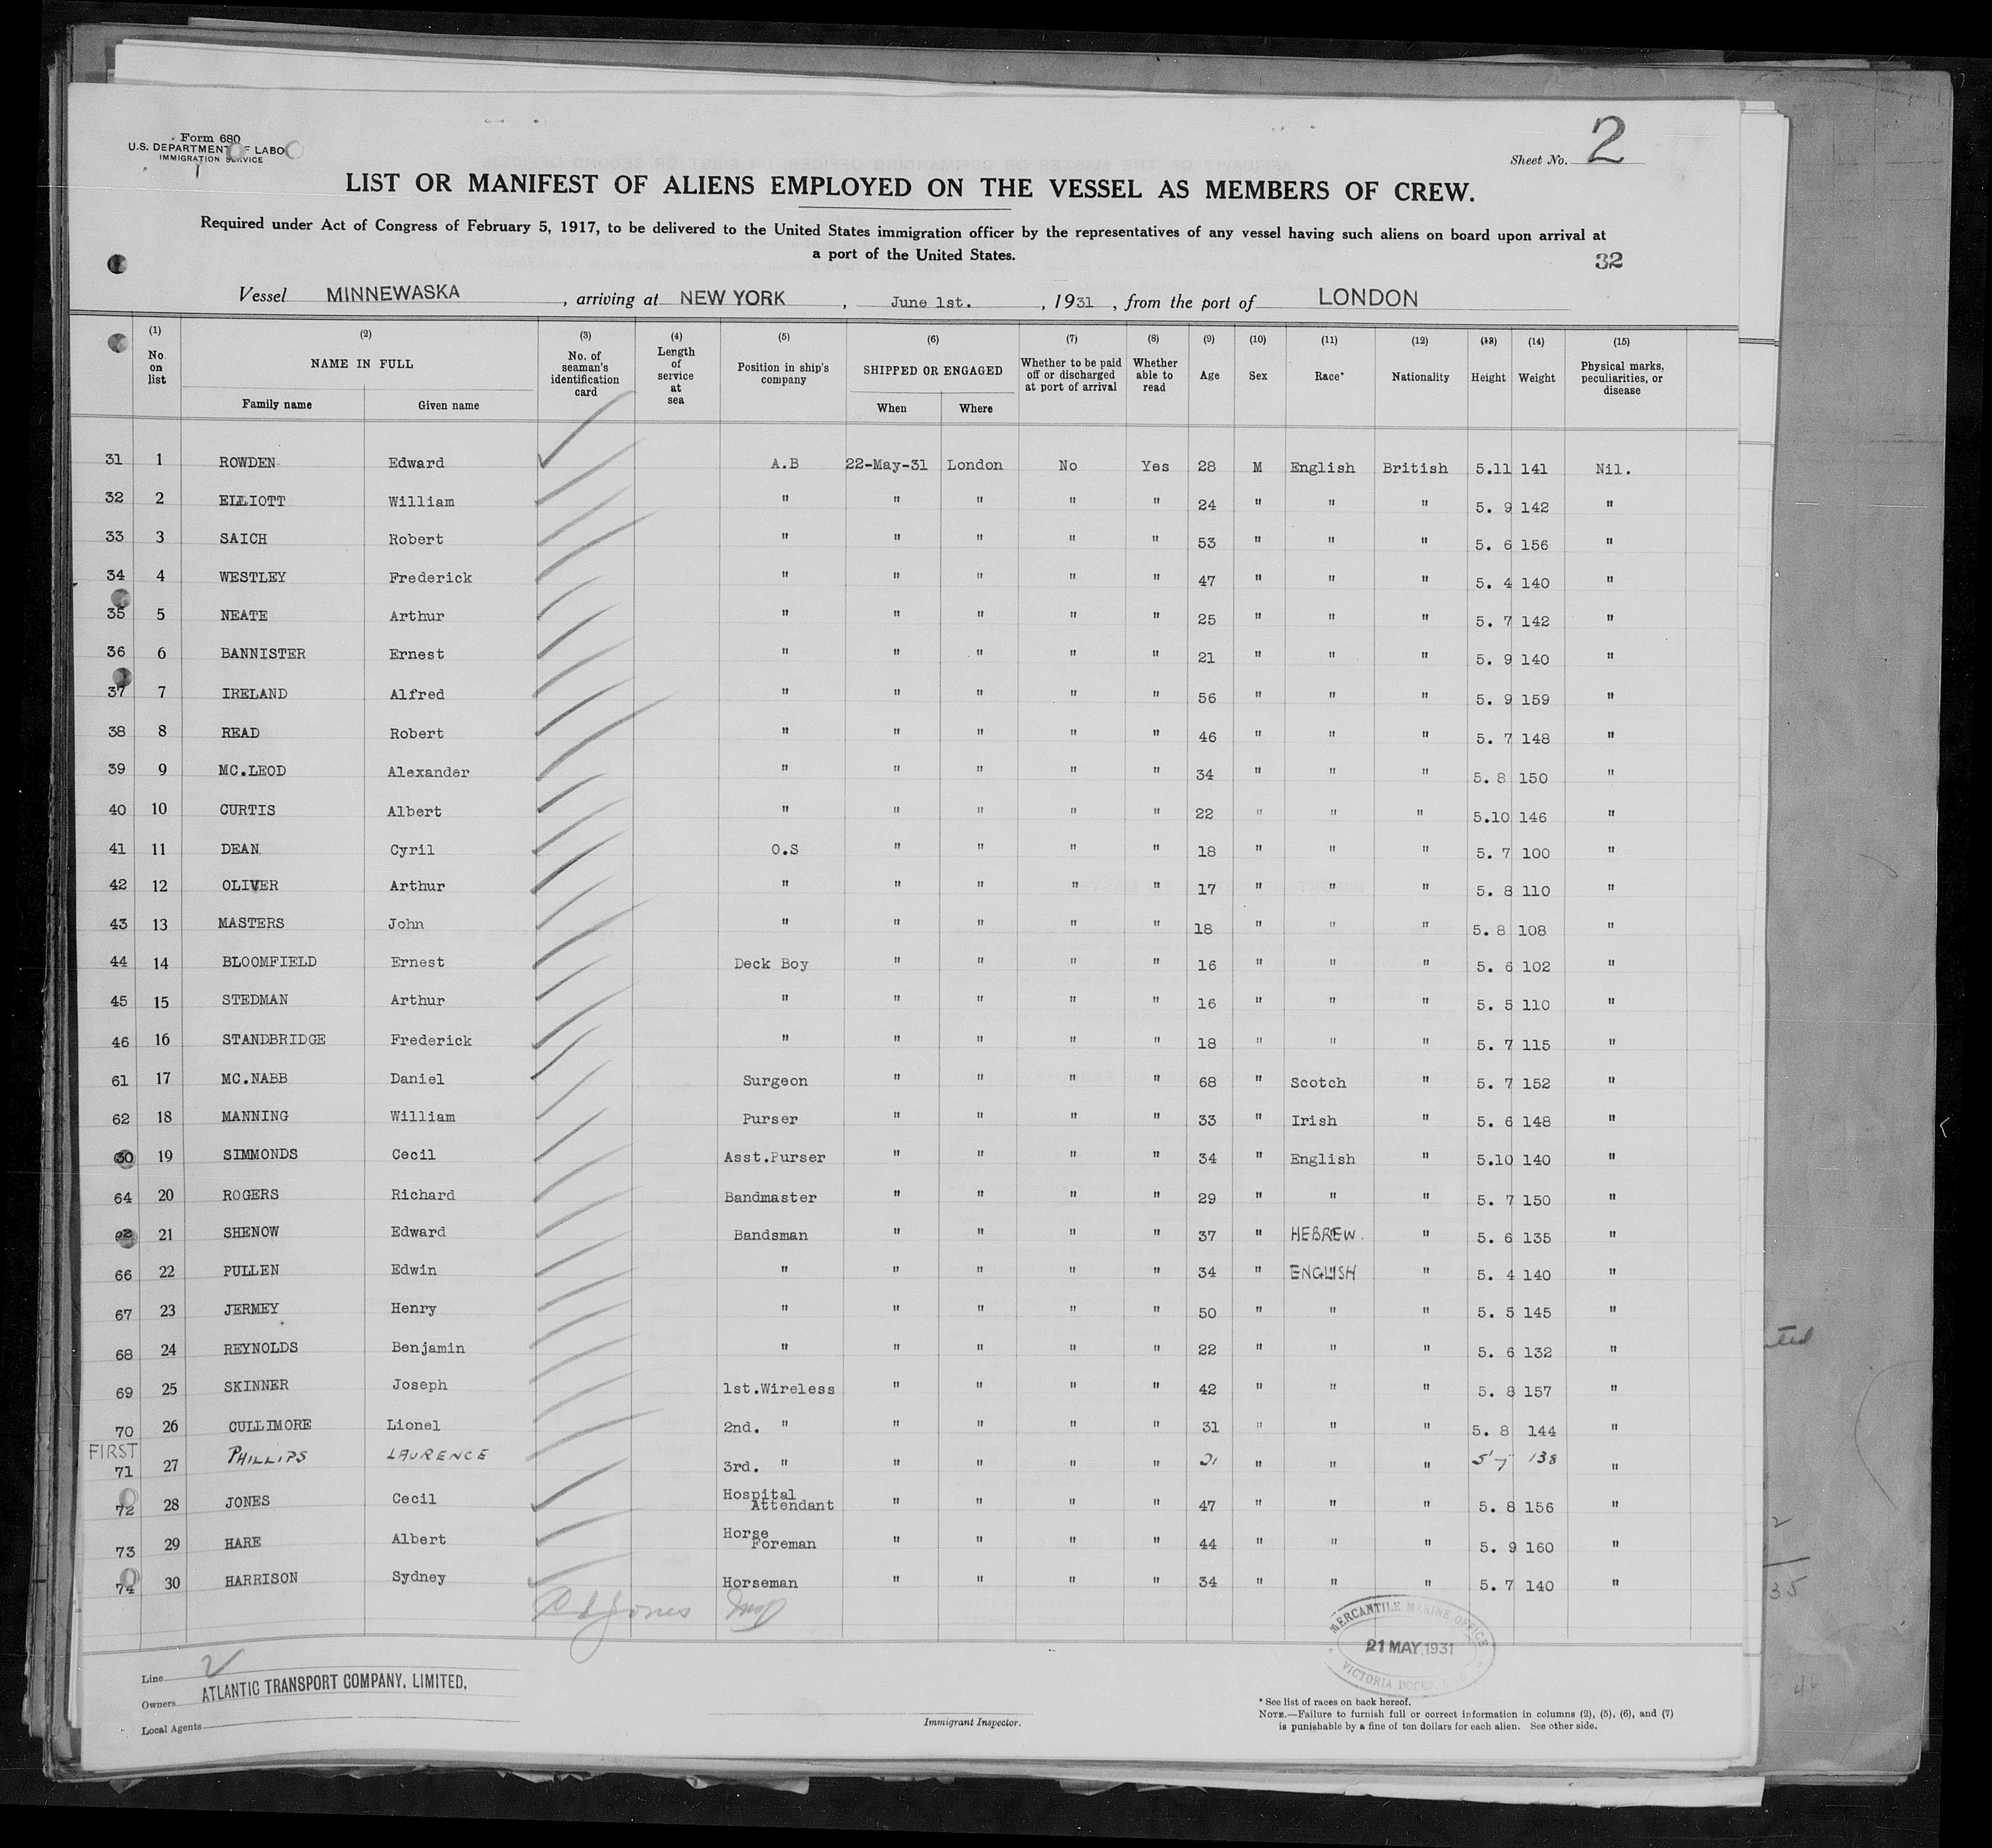 Form 680
U.S. DEPARTMENT OF LABO
IMMIGRATION SERVICE
Sheet No. 2
LIST OR MANIFEST OF ALIENS EMPLOYED ON THE VESSEL AS MEMBERS OF CREW.
Required under Act of Congress of February 5, 1917, to be delivered to the United States immigration officer by the representatives of any vessel having such aliens on board upon arrival at
a port of the United States.
32
Vessel MINNEWASKA, arriving at NEW YORK, June 1st., 1931, from the port of LONDON
(1) (2) (3) (4) (5) (6) (7) (8) (9) (10) (11) (12) (13) (14) (15)
No. on list NAME IN FULL Family name Given name No. of seaman's identification card Length of service at sea Position in ship's company SHIPPED OR ENGAGED When Where Whether to be paid off or discharged at port of arrival Whether able to read Age Sex Race* Nationality Height Weight Physical marks, peculiarities, or disease
31 1 ROWDEN Edward A.B 22-May-31 London No Yes 28 M English British 5.11 141 Nil.
32 2 ELLIOTT William " " " " " 24 " " " 5. 9 142 "
33 3 SAICH Robert " " " " " 53 " " " 5. 6 156 "
34 4 WESTLEY Frederick " " " " " 47 " " " 5. 4 140 "
35 5 NEATE Arthur " " " " " 25 " " " 5. 7 142 "
36 6 BANNISTER Ernest " " " " " 21 " " " 5. 9 140 "
37 7 IRELAND Alfred " " " " " 56 " " " 5. 9 159 "
38 8 READ Robert " " " " " 46 " " " 5. 7 148 "
39 9 MC.LEOD Alexander " " " " " 34 " " " 5. 8 150 "
40 10 CURTIS Albert " " " " " 22 " " " 5.10 146 "
41 11 DEAN Cyril O.S " " " " 18 " " " 5. 7 100 "
42 12 OLIVER Arthur " " " " " 17 " " " 5. 8 110 "
43 13 MASTERS John " " " " " 18 " " " 5. 8 108 "
44 14 BLOOMFIELD Ernest Deck Boy " " " " 16 " " " 5. 6 102 "
45 15 STEDMAN Arthur " " " " " 16 " " " 5. 5 110 "
46 16 STANDBRIDGE Frederick " " " " " 18 " " " 5. 7 115 "
61 17 MC.NABB Daniel Surgeon " " " " 68 " Scotch " 5. 7 152 "
62 18 MANNING William Purser " " " " 33 " Irish " 5. 6 148 "
19 SIMMONDS Cecil Asst.Purser " " " " 34 " English " 5.10 140 "
64 20 ROGERS Richard Bandmaster " " " " 29 " " " 5. 7 150 "
21 SHENOW Edward Bandsman " " " " 37 " HEBREW. " 5. 6 135 "
66 22 PULLEN Edwin " " " " " 34 " ENGLISH " 5. 4 140 "
67 23 JERMEY Henry " " " " " 50 " " " 5. 5 145 "
68 24 REYNOLDS Benjamin " " " " " 22 " " " 5. 6 132 "
69 25 SKINNER Joseph 1st.Wireless " " " " 42 " " " 5. 8 157 "
70 26 CULLIMORE Lionel 2nd. " " " " " 31 " " " 5. 8 144 "
FIRST
71 27 PHILLIPS LAURENCE 3rd. " " " " " 21 " " " 5 7 138 "
72 28 JONES Cecil Hospital Attendant " " " " 47 " " " 5. 8 156 "
73 29 HARE Albert Horse Foreman " " " " 44 " " " 5. 9 160 "
74 30 HARRISON Sydney Horseman " " " " 34 " " " 5. 7 140 "
Jones
MERCANTILE MARINE OFFICE
21 MAY 1931
VICTORIA DOCK
Line
Owners ATLANTIC TRANSPORT COMPANY, LIMITED,
Local Agents
Immigrant Inspector.
* See list of races on back hereof.
NOTE.—Failure to furnish full or correct information in columns (2), (5), (6), and (7)
is punishable by a fine of ten dollars for each alien. See other side.